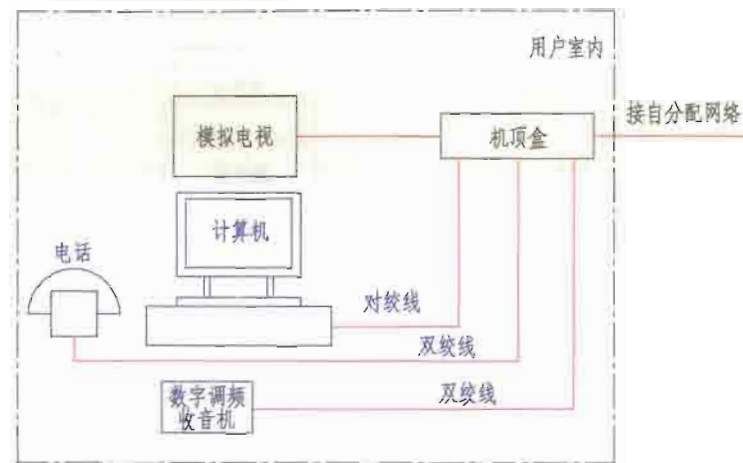 用户室内
接自分配网络
模拟电视
机顶盒
计算机
电话
对绞线
双绞线
数字调频
收音机
双绞线